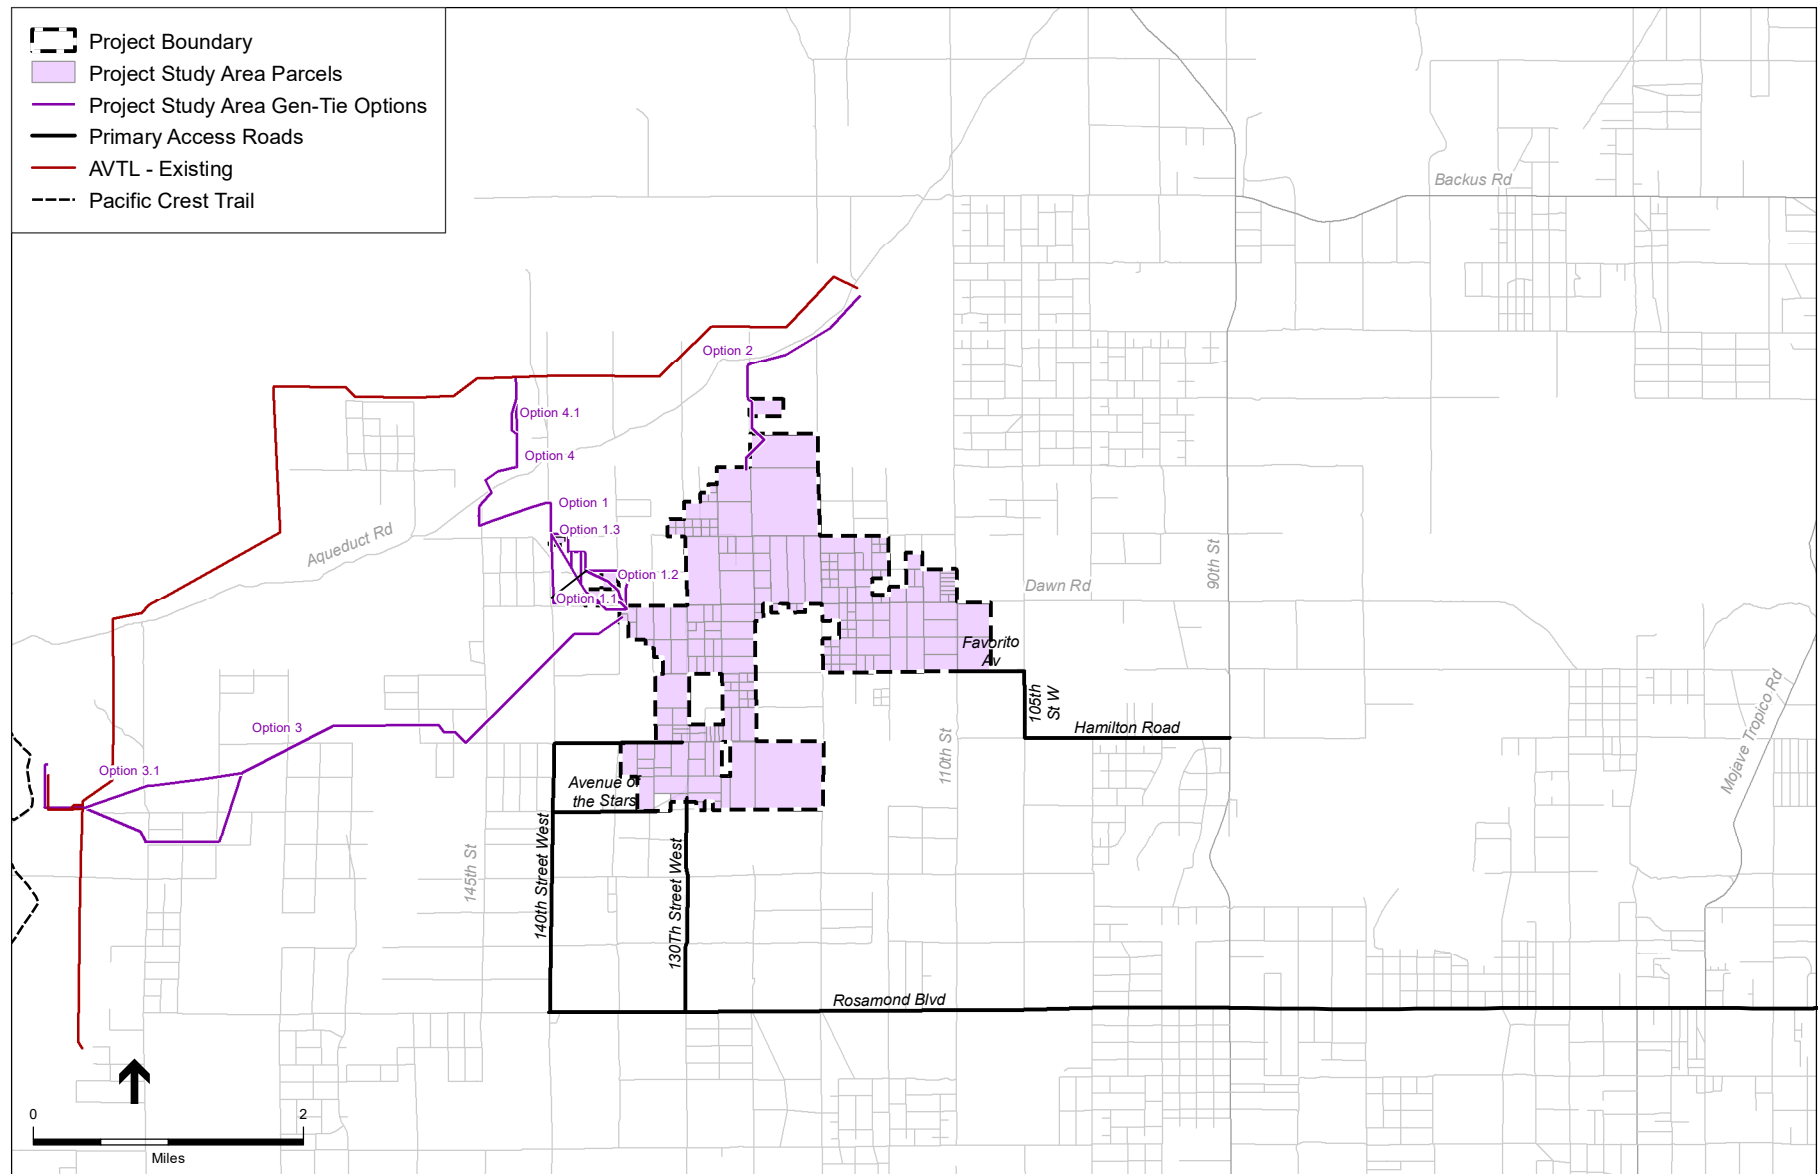 Project Boundary
Project Study Area Parcels
Project Study Area Gen-Tie Options
Primary Access Roads
AVTL - Existing
Pacific Crest Trail
Backus Rd
Option 2
Option 4.1
Option 4
Option 1
Option 1.3
Aqueduct Rd
Option 1.2
Option 1.1
Dawn Rd
90th St
Favorito
Av
105th
St W
Hamilton Road
Mojave Tropico Rd
Option 3
Option 3.1
110th St
Avenue of
the Stars
145th St
140th Street West
130Th Street West
Rosamond Blvd
0
2
Miles